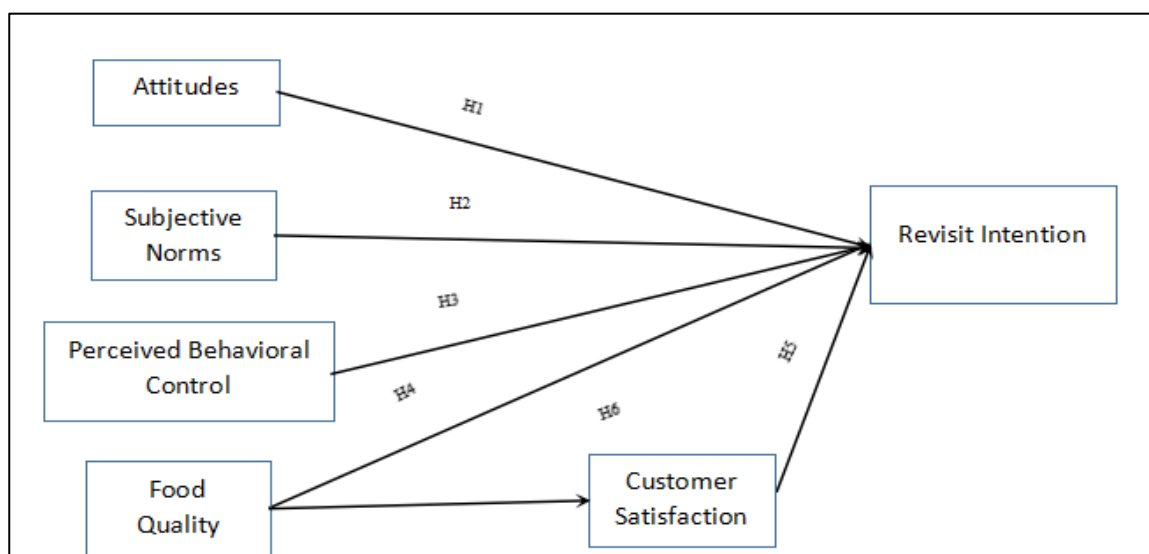 Attitudes
H1
Subjective
Norms
H2
Revisit Intention
H3
Perceived Behavioral
Control
H4
H5
H6
Food
Quality
Customer
Satisfaction